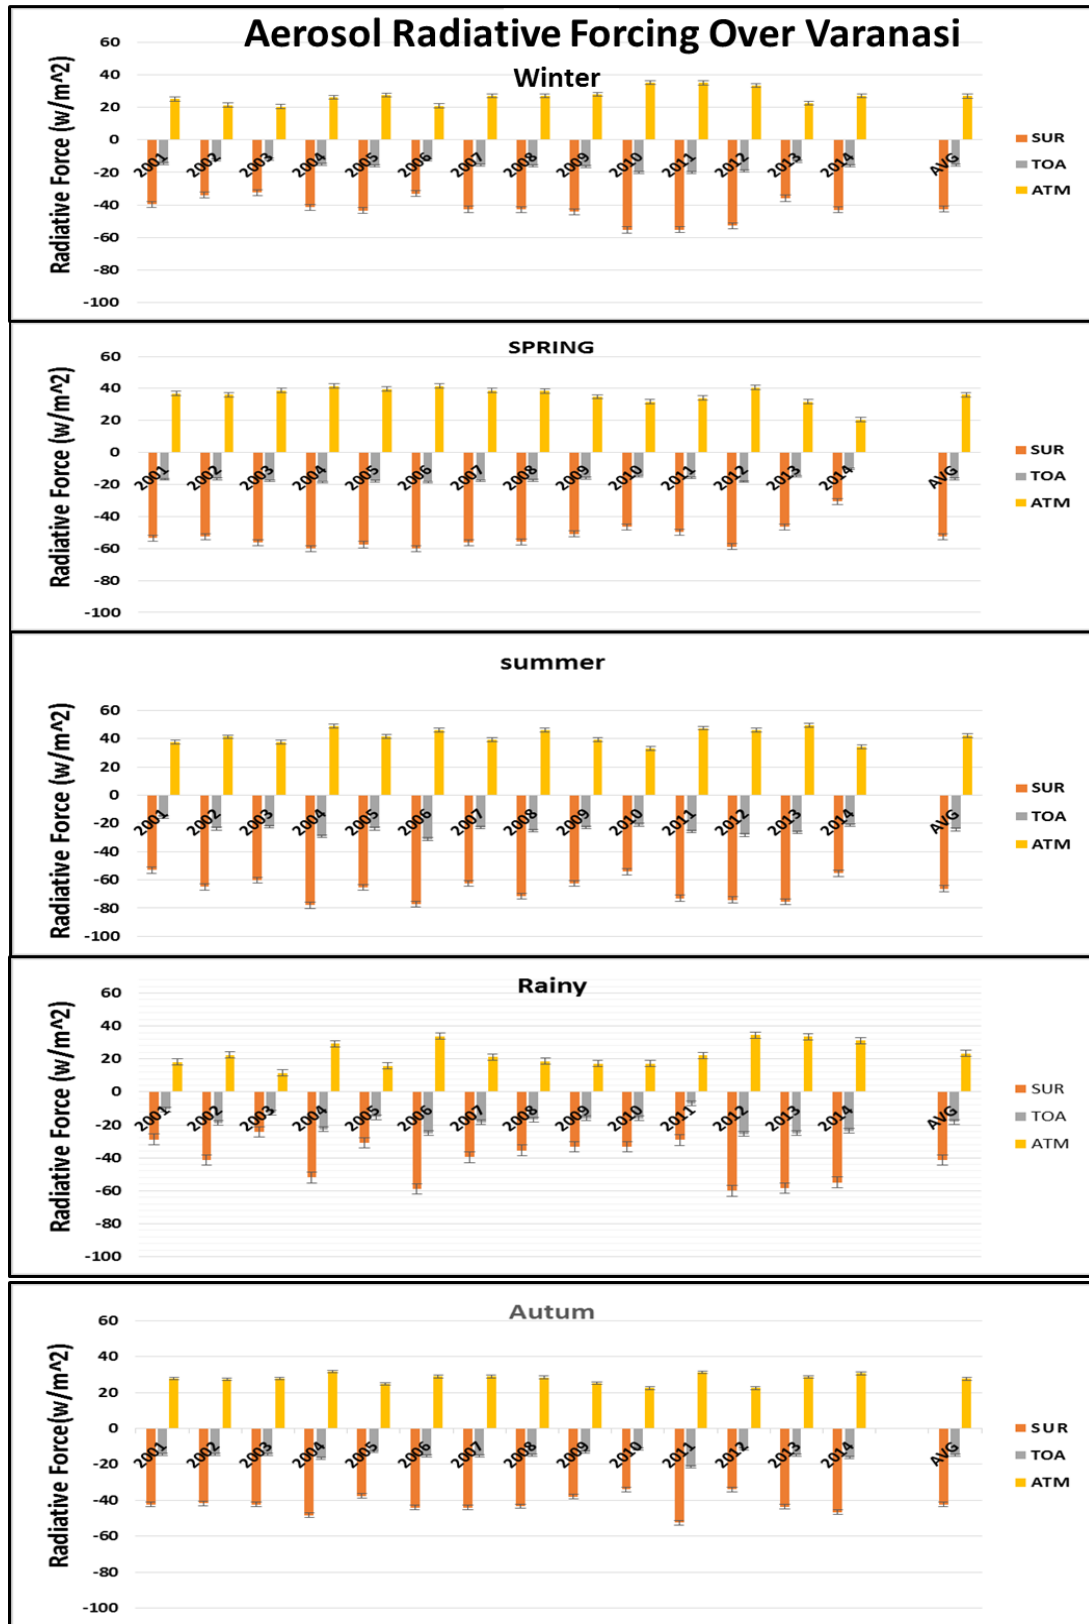 Aerosol Radiative Forcing Over Varanasi
Winter
Radiative Force (w/m^2)
60
40
20
0
-20
-40
-60
-80
-100
2001 2002 2003 2004 2005 2006 2007 2008 2009 2010 2011 2012 2013 2014 AVG
SUR
TOA
ATM
SPRING
Radiative Force (w/m^2)
60
40
20
0
-20
-40
-60
-80
-100
2001 2002 2003 2004 2005 2006 2007 2008 2009 2010 2011 2012 2013 2014 AVG
SUR
TOA
ATM
summer
Radiative Force (w/m^2)
60
40
20
0
-20
-40
-60
-80
-100
2001 2002 2003 2004 2005 2006 2007 2008 2009 2010 2011 2012 2013 2014 AVG
SUR
TOA
ATM
Rainy
Radiative Force (w/m^2)
60
40
20
0
-20
-40
-60
-80
-100
2001 2002 2003 2004 2005 2006 2007 2008 2009 2010 2011 2012 2013 2014 AVG
SUR
TOA
ATM
Autum
Radiative Force(w/m^2)
60
40
20
0
-20
-40
-60
-80
-100
2001 2002 2003 2004 2005 2006 2007 2008 2009 2010 2011 2012 2013 2014 AVG
SUR
TOA
ATM